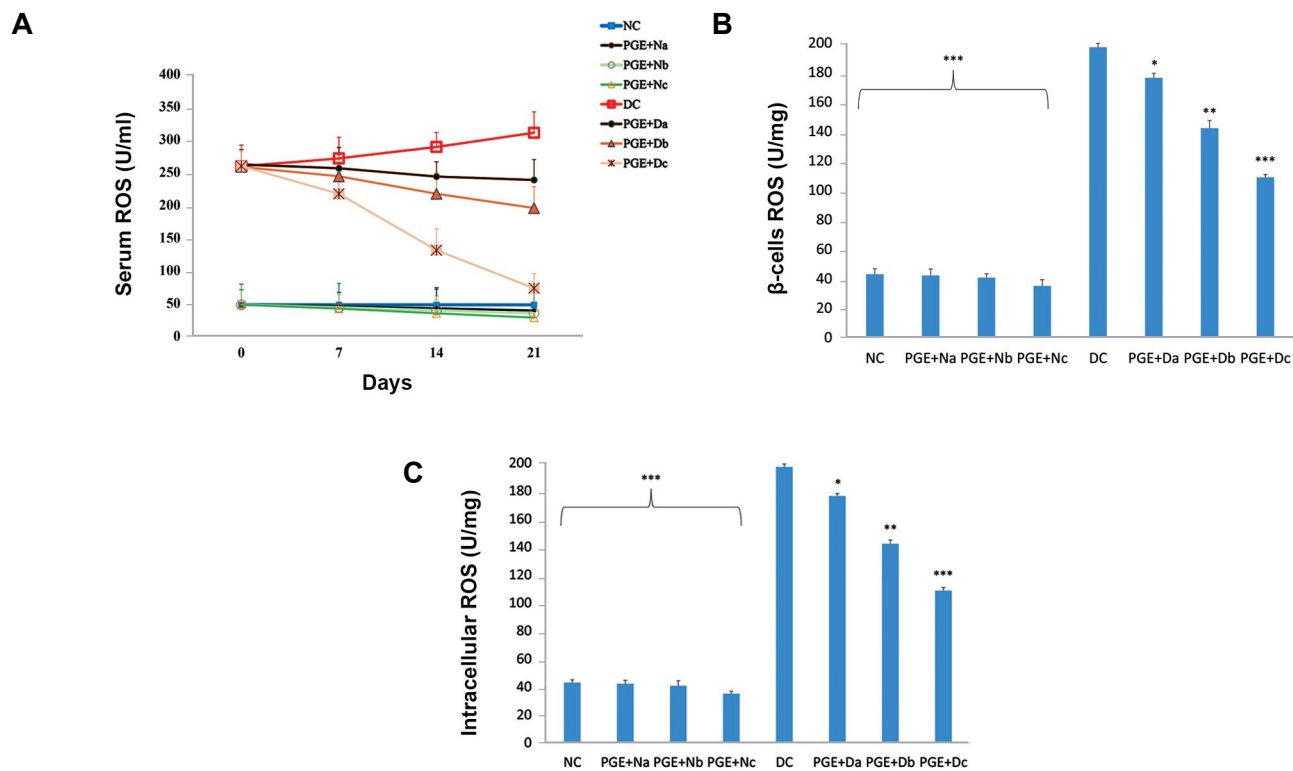 A
NC
PGE+Na
PGE+Nb
PGE+Nc
DC
PGE+Da
PGE+Db
PGE+Dc
Serum ROS (U/ml)
400
350
300
250
200
150
100
50
0
0 7 14 21
Days
B
β-cells ROS (U/mg)
200
180
160
140
120
100
80
60
40
20
0
***
*
**
***
NC PGE+Na PGE+Nb PGE+Nc DC PGE+Da PGE+Db PGE+Dc
C
Intracellular ROS (U/mg)
200
180
160
140
120
100
80
60
40
20
0
***
*
**
***
NC PGE+Na PGE+Nb PGE+Nc DC PGE+Da PGE+Db PGE+Dc